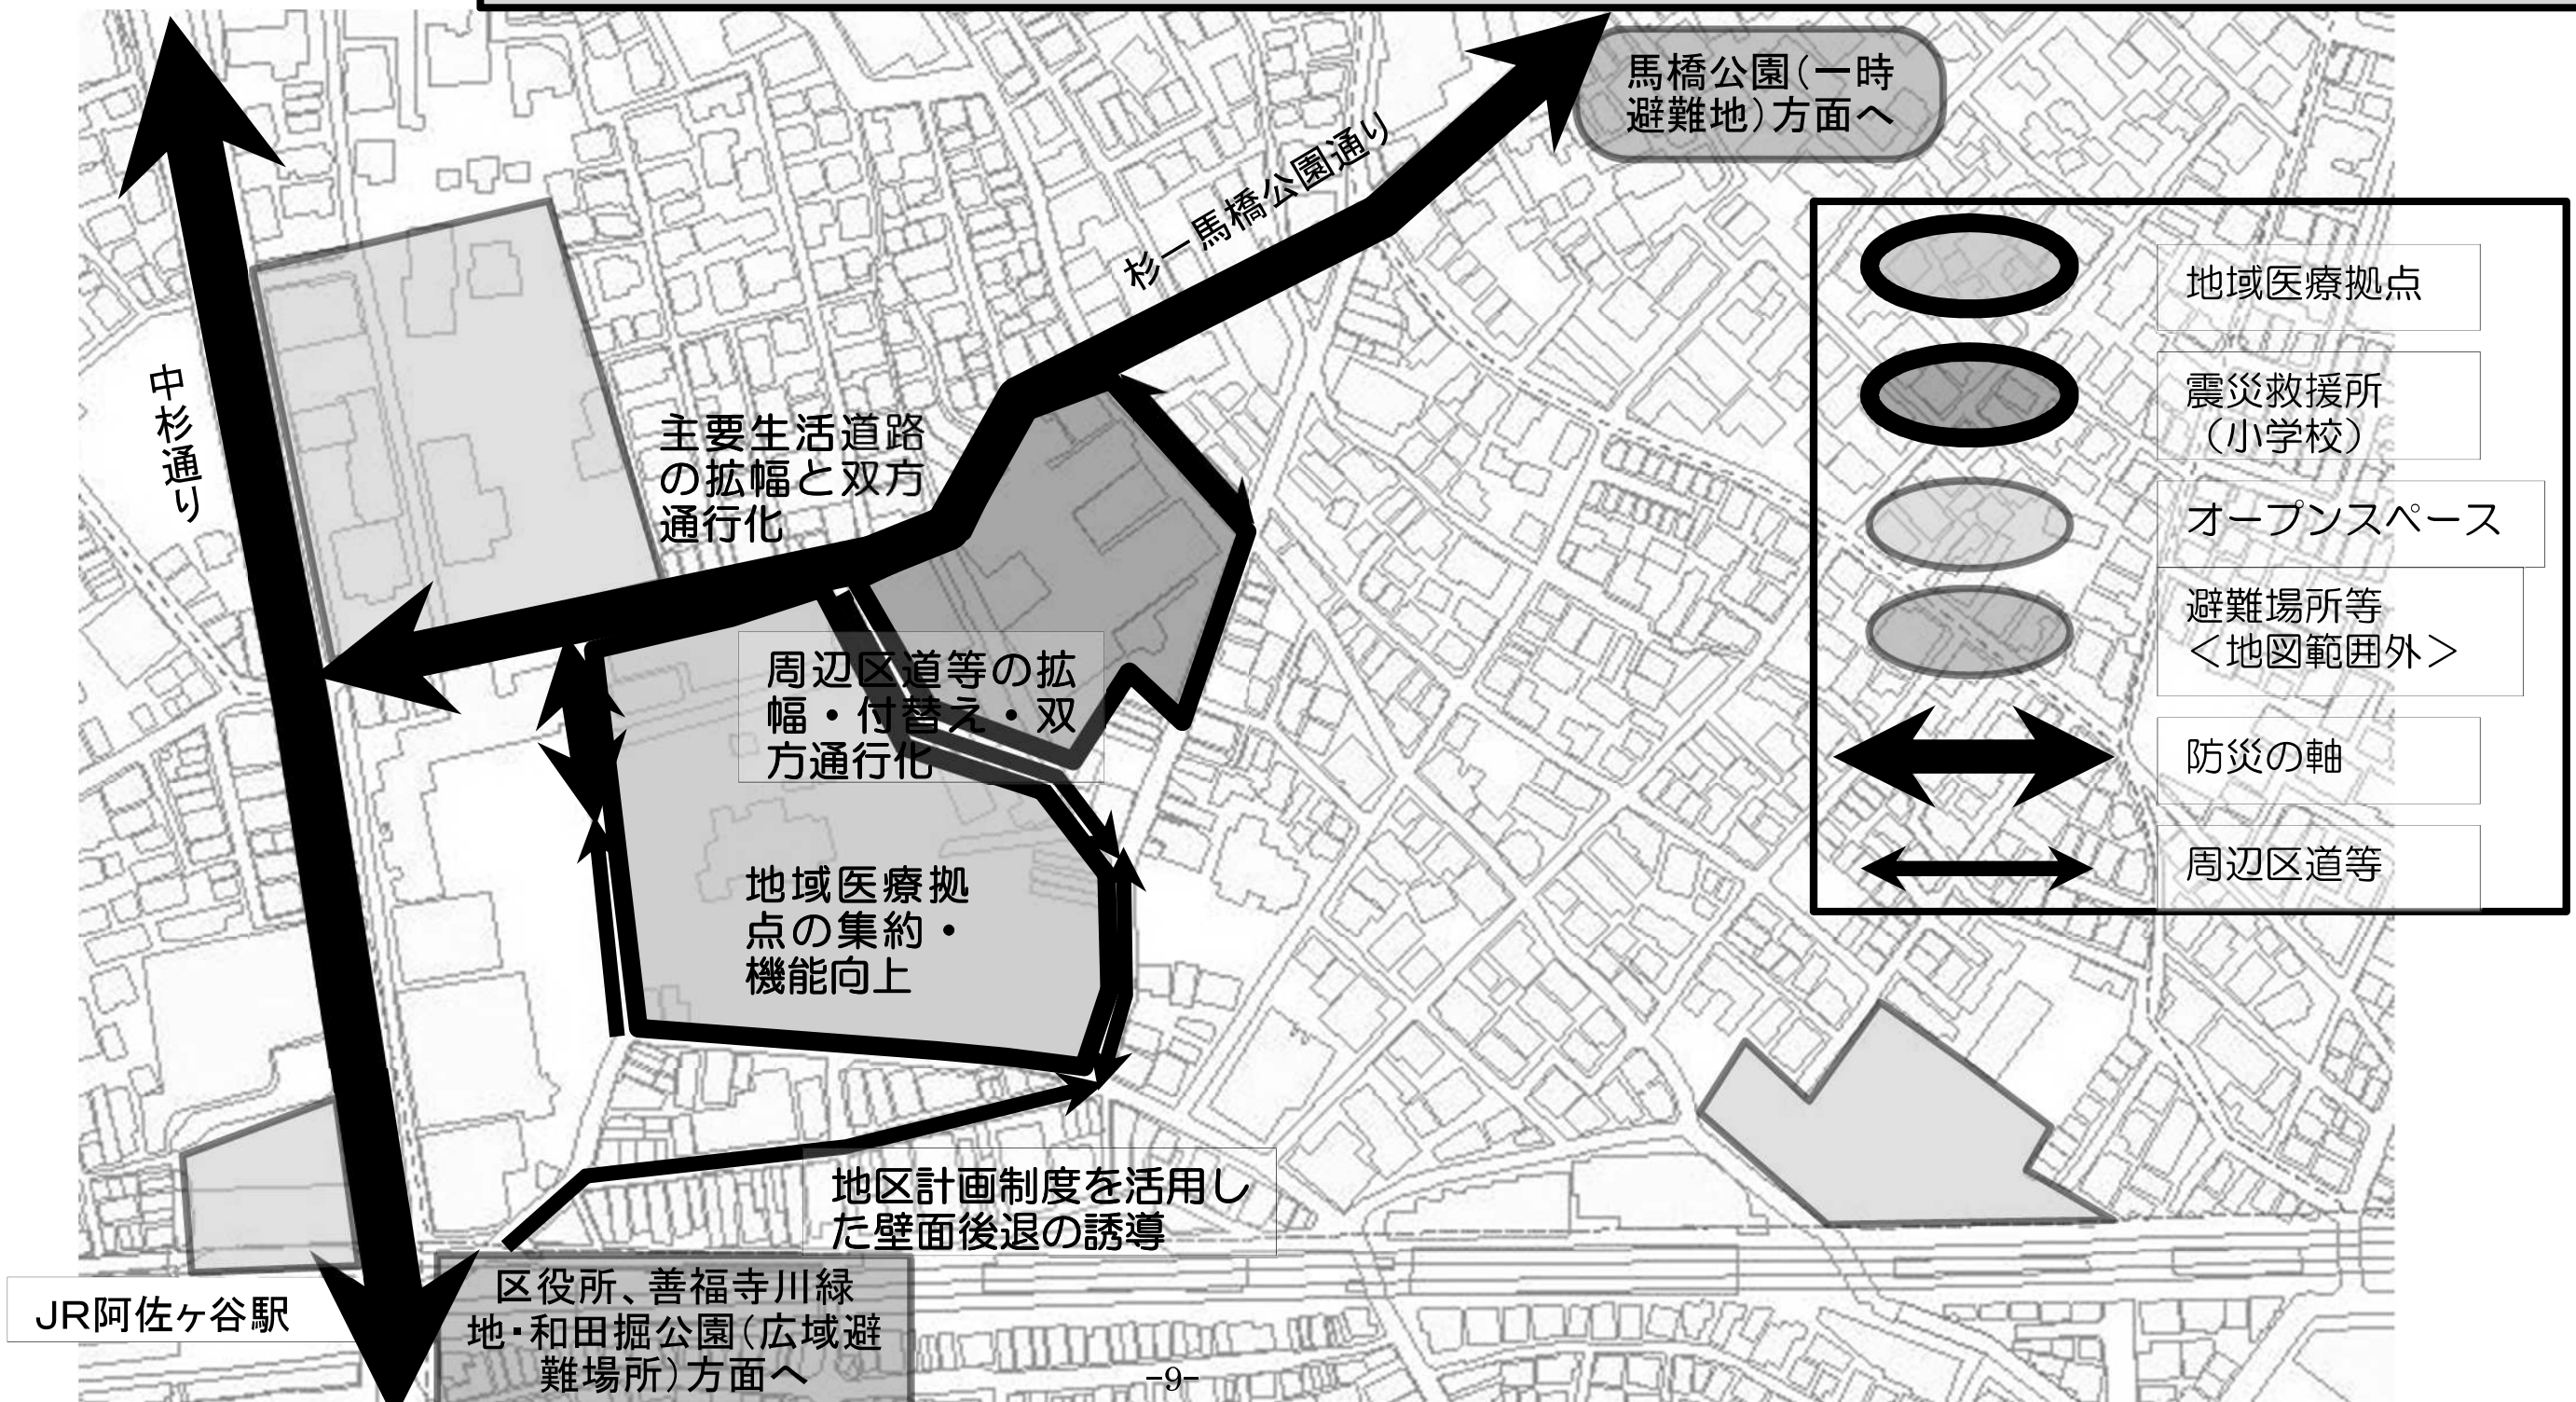 馬橋公園（一時
避難地）方面へ
杉一馬橋公園通り
中杉通り
主要生活道路
の拡幅と双方
通行化
周辺区道等の拡
幅・付替え・双
方通行化
地域医療拠
点の集約・
機能向上
地区計画制度を活用し
た壁面後退の誘導
JR阿佐ヶ谷駅
区役所、善福寺川緑
地・和田掘公園（広域避
難場所）方面へ
地域医療拠点
震災救援所
（小学校）
オープンスペース
避難場所等
＜地図範囲外＞
防災の軸
周辺区道等
-9-